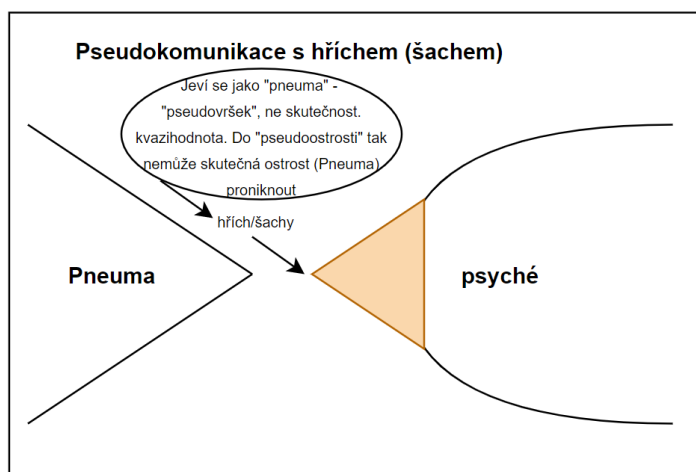 Pseudokomunikace s hříchem (šachem)
Jeví se jako "pneuma" -
"pseudovršek", ne skutečnost.
kvazihodnota. Do "pseudoostrosti" tak
nemůže skutečná ostrost (Pneuma)
proniknout
hřích/šachy
Pneuma
psyché